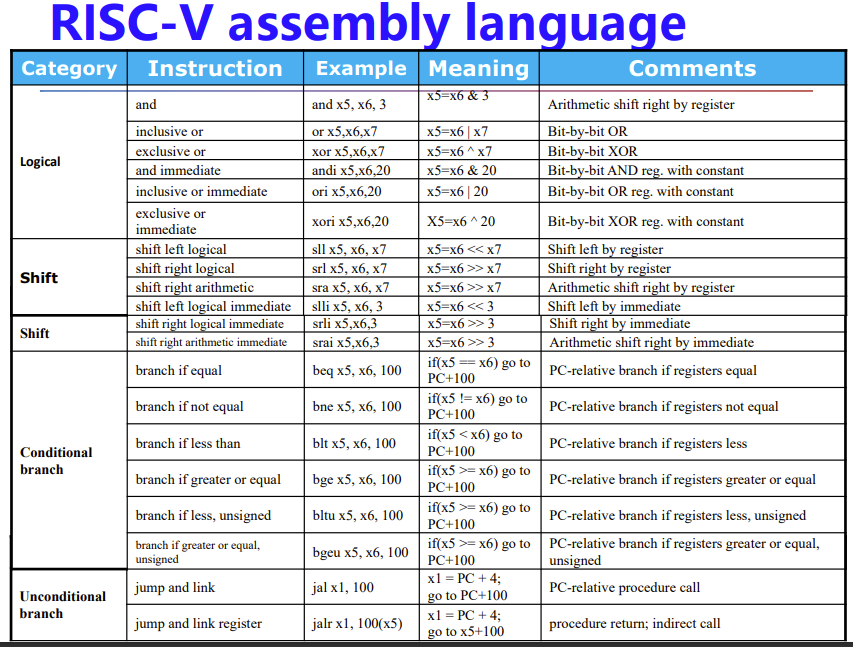 RISC-V assembly language
Category Instruction Example Meaning Comments
Logical
and and x5, x6, 3 x5=x6 & 3 Arithmetic shift right by register
inclusive or or x5,x6,x7 x5=x6 | x7 Bit-by-bit OR
exclusive or xor x5,x6,x7 x5=x6 ^ x7 Bit-by-bit XOR
and immediate andi x5,x6,20 x5=x6 & 20 Bit-by-bit AND reg. with constant
inclusive or immediate ori x5,x6,20 x5=x6 | 20 Bit-by-bit OR reg. with constant
exclusive or
immediate xori x5,x6,20 X5=x6 ^ 20 Bit-by-bit XOR reg. with constant
Shift
shift left logical sll x5, x6, x7 x5=x6 << x7 Shift left by register
shift right logical srl x5, x6, x7 x5=x6 >> x7 Shift right by register
shift right arithmetic sra x5, x6, x7 x5=x6 >> x7 Arithmetic shift right by register
shift left logical immediate slli x5, x6, 3 x5=x6 << 3 Shift left by immediate
Shift
shift right logical immediate srli x5,x6,3 x5=x6 >> 3 Shift right by immediate
shift right arithmetic immediate srai x5,x6,3 x5=x6 >> 3 Arithmetic shift right by immediate
Conditional
branch
branch if equal beq x5, x6, 100 if(x5 == x6) go to
PC+100 PC-relative branch if registers equal
branch if not equal bne x5, x6, 100 if(x5 != x6) go to
PC+100 PC-relative branch if registers not equal
branch if less than blt x5, x6, 100 if(x5 < x6) go to
PC+100 PC-relative branch if registers less
branch if greater or equal bge x5, x6, 100 if(x5 >= x6) go to
PC+100 PC-relative branch if registers greater or equal
branch if less, unsigned bltu x5, x6, 100 if(x5 >= x6) go to
PC+100 PC-relative branch if registers less, unsigned
branch if greater or equal,
unsigned bgeu x5, x6, 100 if(x5 >= x6) go to
PC+100 PC-relative branch if registers greater or equal,
unsigned
Unconditional
branch
jump and link jal x1, 100 x1 = PC + 4;
go to PC+100 PC-relative procedure call
jump and link register jalr x1, 100(x5) x1 = PC + 4;
go to x5+100 procedure return; indirect call